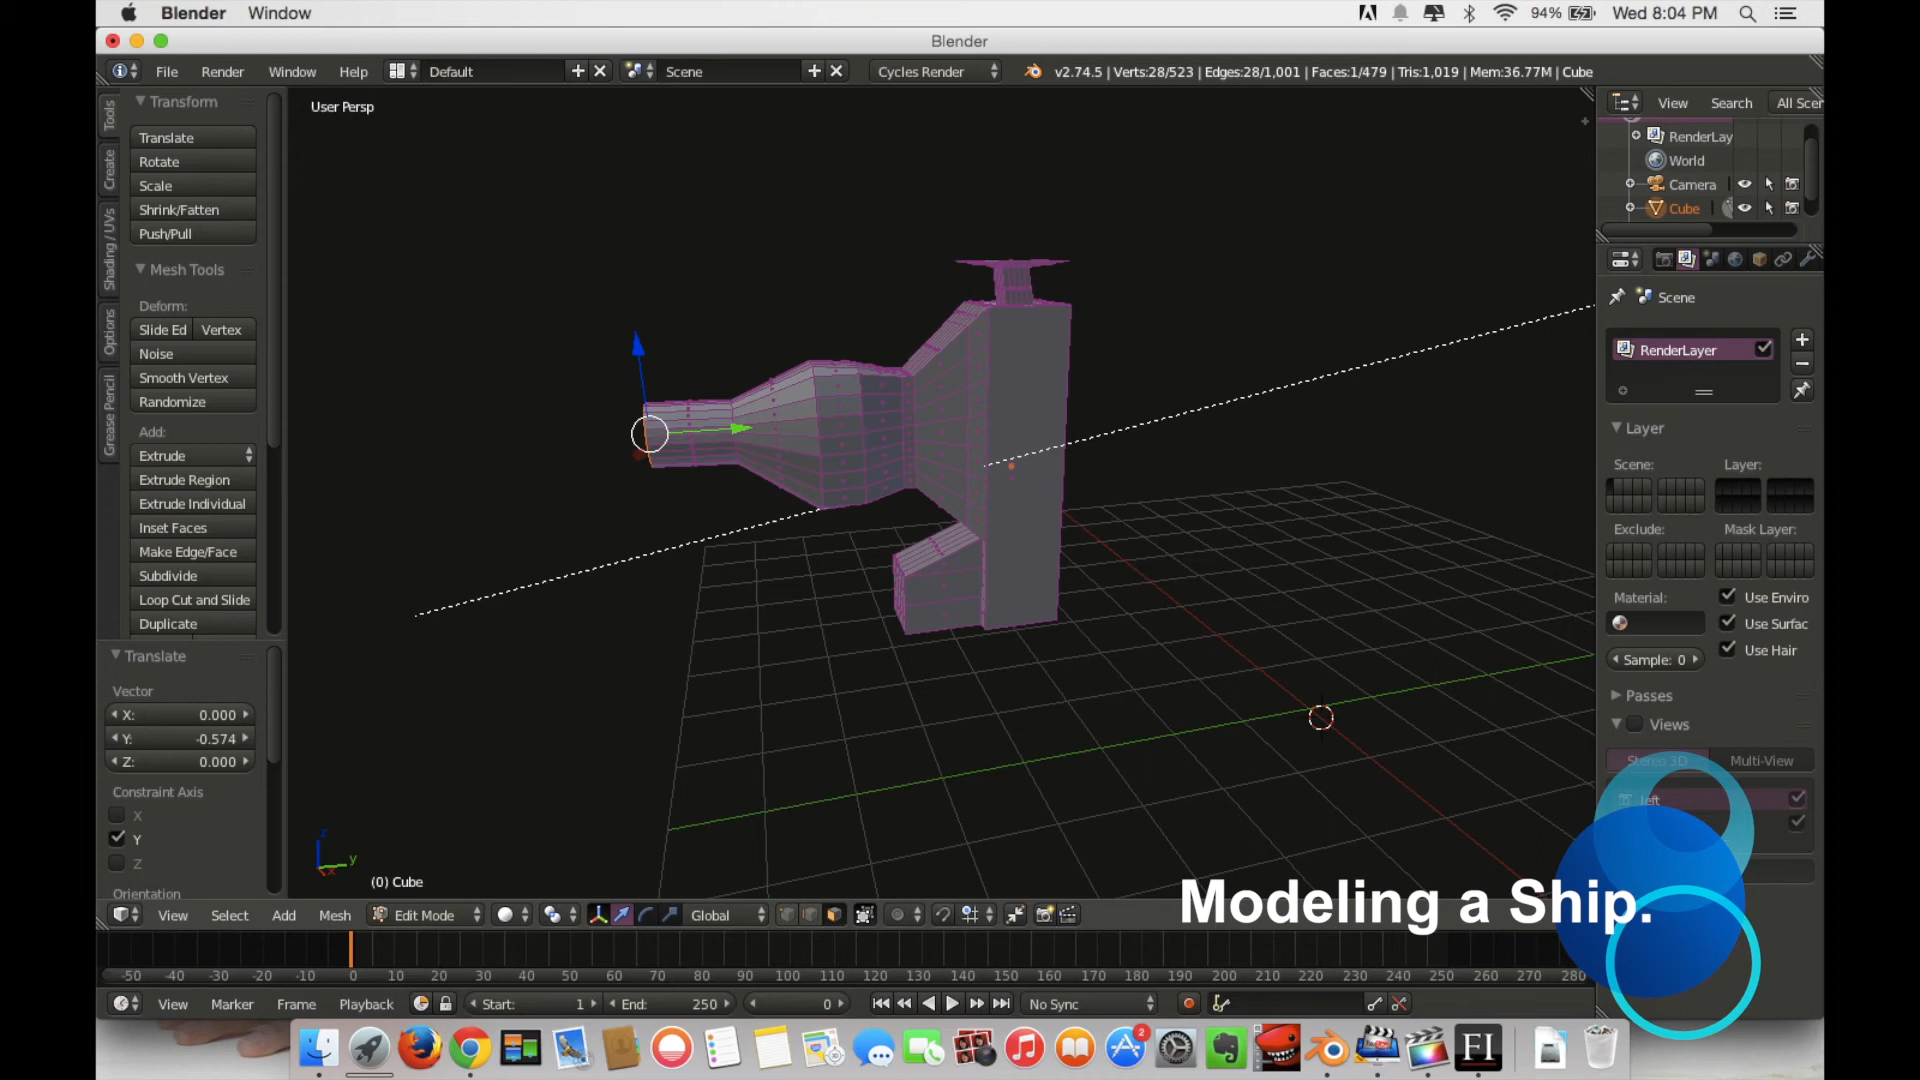 Blender Window 94% Wed 8:04 PM
Blender
File Render Window Help Default Scene Cycles Render v2.74.5 | Verts:28/523 | Edges:28/1,001 | Faces:1/479 | Tris:1,019 | Mem:36.77M | Cube
Tools
Create
Shading / UVs
Options
Grease Pencil
Transform
Translate
Rotate
Scale
Shrink/Fatten
Push/Pull
Mesh Tools
Deform:
Slide Ed Vertex
Noise
Smooth Vertex
Randomize
Add:
Extrude
Extrude Region
Extrude Individual
Inset Faces
Make Edge/Face
Subdivide
Loop Cut and Slide
Duplicate
Translate
Vector
X: 0.000
Y: -0.574
Z: 0.000
Constraint Axis
X
Y
Z
Orientation
User Persp
z
y
x
(0) Cube
View Search All Scer
RenderLay
World
Camera
Cube
Scene
RenderLayer
Layer
Scene: Layer:
Exclude: Mask Layer:
Material: Use Enviro
Use Surfac
Sample: 0 Use Hair
Passes
Views
Stereo 3D Multi-View
left
Modeling a Ship.
View Select Add Mesh Edit Mode Global
-50 -40 -30 -20 -10 0 10 20 30 40 50 60 70 80 90 100 110 120 130 140 150 160 170 180 190 200 210 220 230 240 250 260 270 280
View Marker Frame Playback Start: 1 End: 250 0 No Sync
2
FI